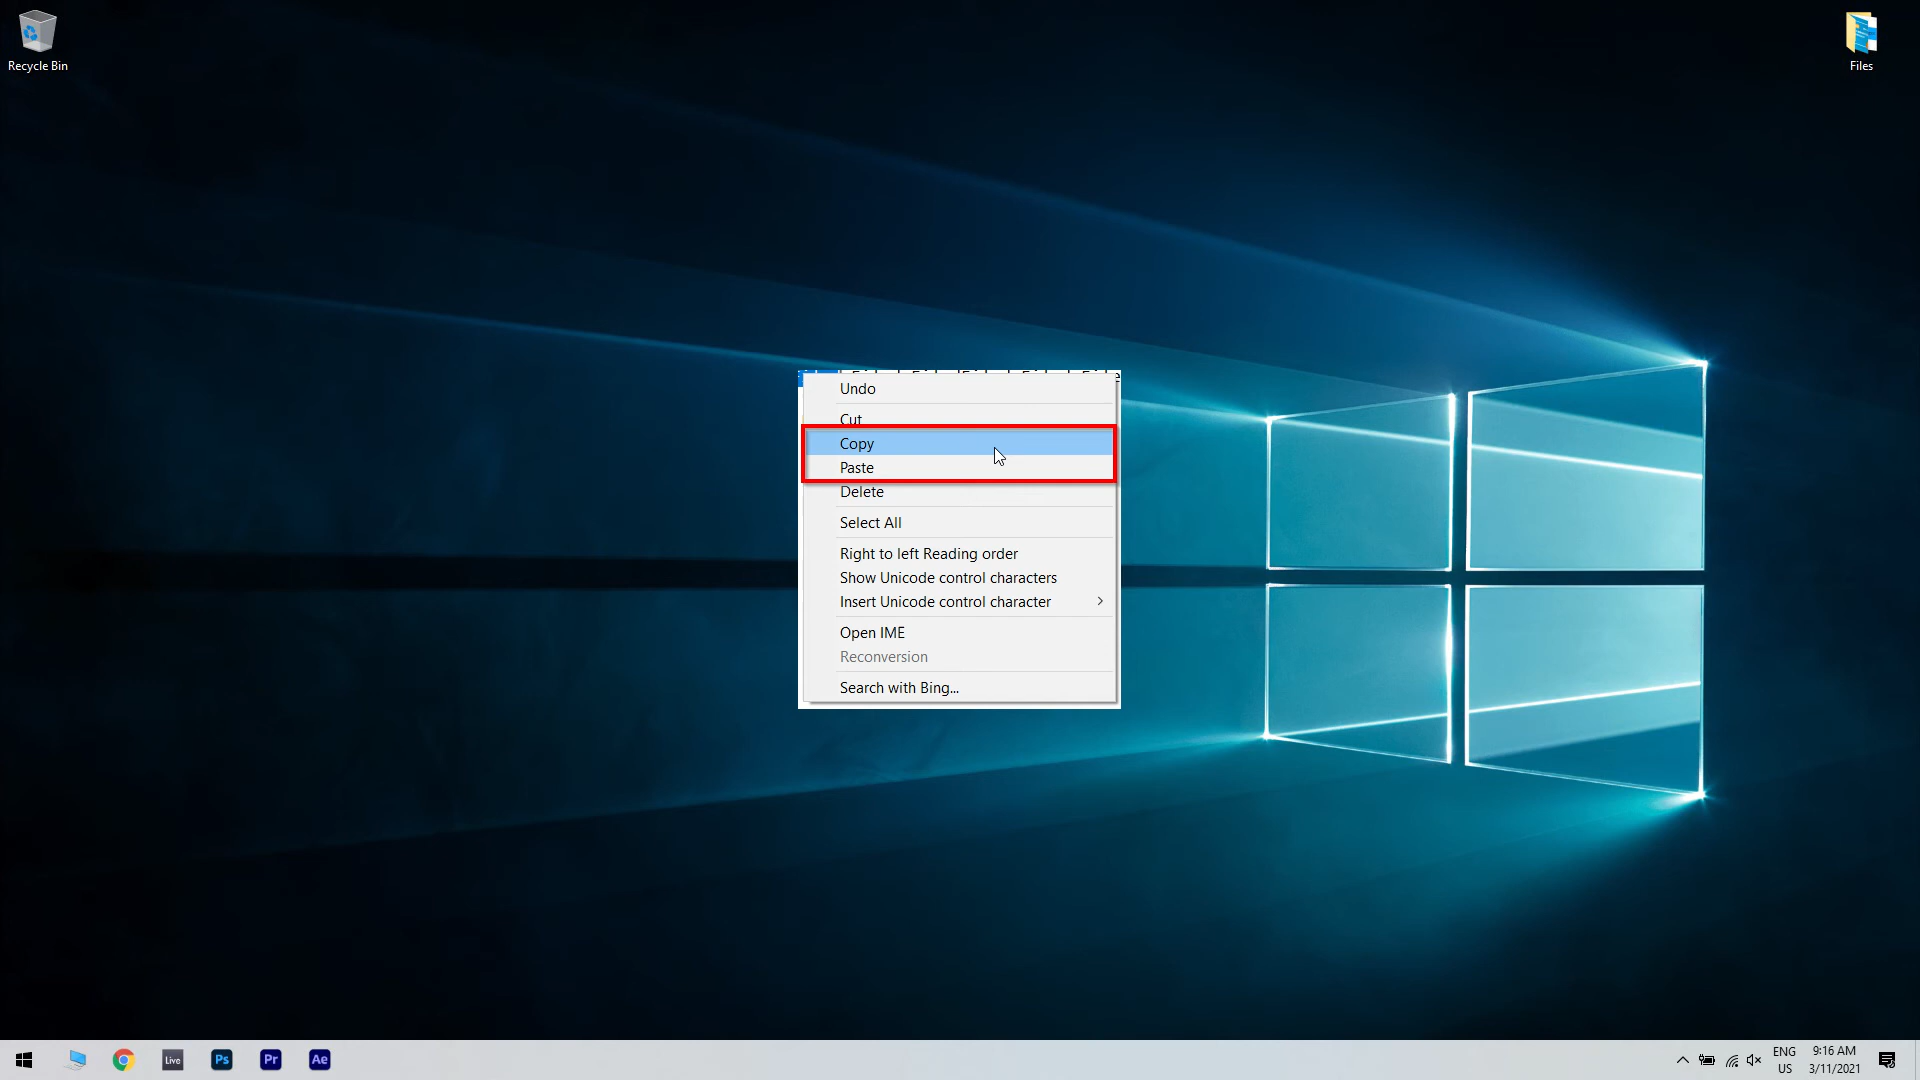 Recycle Bin
Files
Undo
Cut
Copy
Paste
Delete
Select All
Right to left Reading order
Show Unicode control characters
Insert Unicode control character
Open IME
Reconversion
Search with Bing...
Live
Ps
Pr
Ae
ENG
US
9:16 AM
3/11/2021